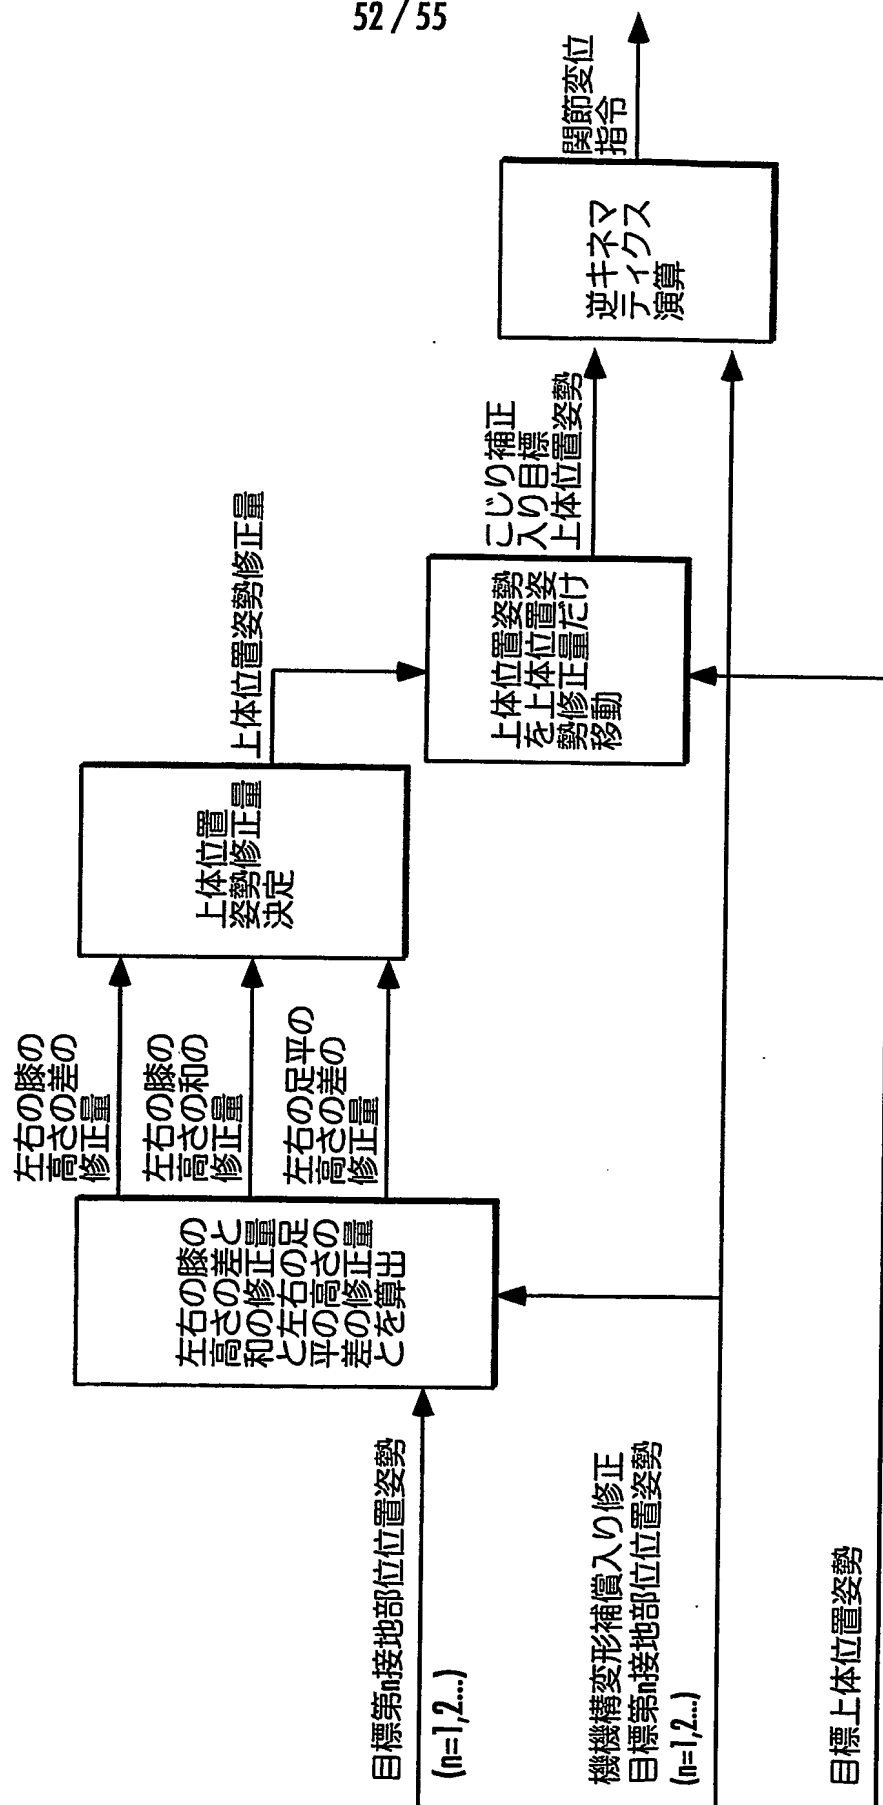 52 / 55
目標第n接地部位位置姿勢
(n=1,2...)
機機構変形補償入り修正
目標第n接地部位位置姿勢
(n=1,2...)
目標上体位置姿勢
左右の膝の
高さの差と
和の修正量
と左右の足
平の高さの
差の修正量
とを算出
左右の膝の
高さの差の
修正量
左右の膝の
高さの和の
修正量
左右の足平の
高さの差の
修正量
上体位置
姿勢修正量
決定
上体位置姿勢修正量
上体位置姿勢
を上体位置姿
勢修正量だけ
移動
こじり補正
入り目標
上体位置姿勢
逆キネマ
ティクス
演算
関節変位
指令